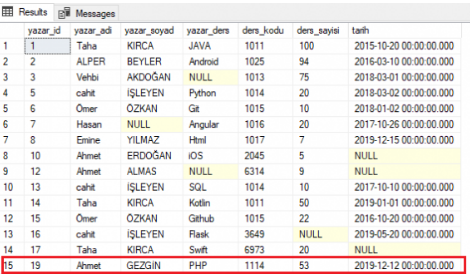 Results Messages
yazar_id yazar_adi yazar_soyad yazar_ders ders_kodu ders_sayisi tarih
1 1 Taha KIRCA JAVA 1011 100 2015-10-20 00:00:00.000
2 2 ALPER BEYLER Android 1025 94 2016-03-10 00:00:00.000
3 3 Vehbi AKDOĞAN NULL 1013 75 2018-03-01 00:00:00.000
4 5 cahit İŞLEYEN Python 1014 20 2018-03-02 00:00:00.000
5 6 Ömer ÖZKAN Git 1015 10 2018-01-02 00:00:00.000
6 7 Hasan NULL Angular 1016 20 2017-10-26 00:00:00.000
7 8 Emine YILMAZ Html 1017 7 2019-12-15 00:00:00.000
8 10 Ahmet ERDOĞAN iOS 2045 5 NULL
9 12 Ahmet ALMAS NULL 6314 9 NULL
10 13 cahit İŞLEYEN SQL 1014 10 2017-10-10 00:00:00.000
11 14 Taha KIRCA Kotlin 1011 50 2019-01-01 00:00:00.000
12 15 Ömer ÖZKAN Github 1015 22 2016-10-20 00:00:00.000
13 16 cahit İŞLEYEN Flask 3649 NULL 2019-05-20 00:00:00.000
14 17 Taha KIRCA Swift 6973 20 NULL
15 19 Ahmet GEZGİN PHP 1114 53 2019-12-12 00:00:00.000